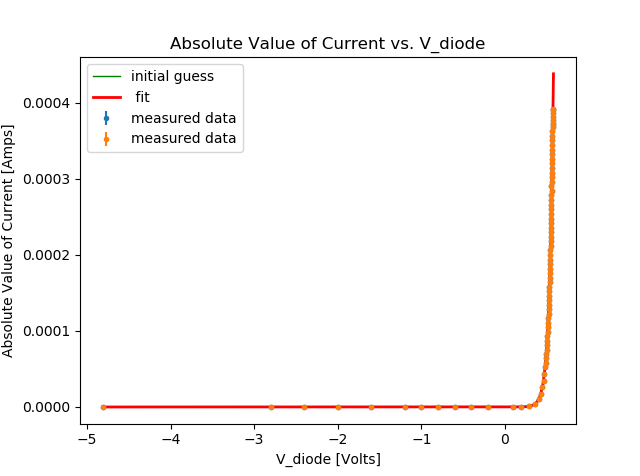 Absolute Value of Current vs. V_diode
initial guess
fit
measured data
measured data
Absolute Value of Current [Amps]
0.0004
0.0003
0.0002
0.0001
0.0000
−5 −4 −3 −2 −1 0
V_diode [Volts]